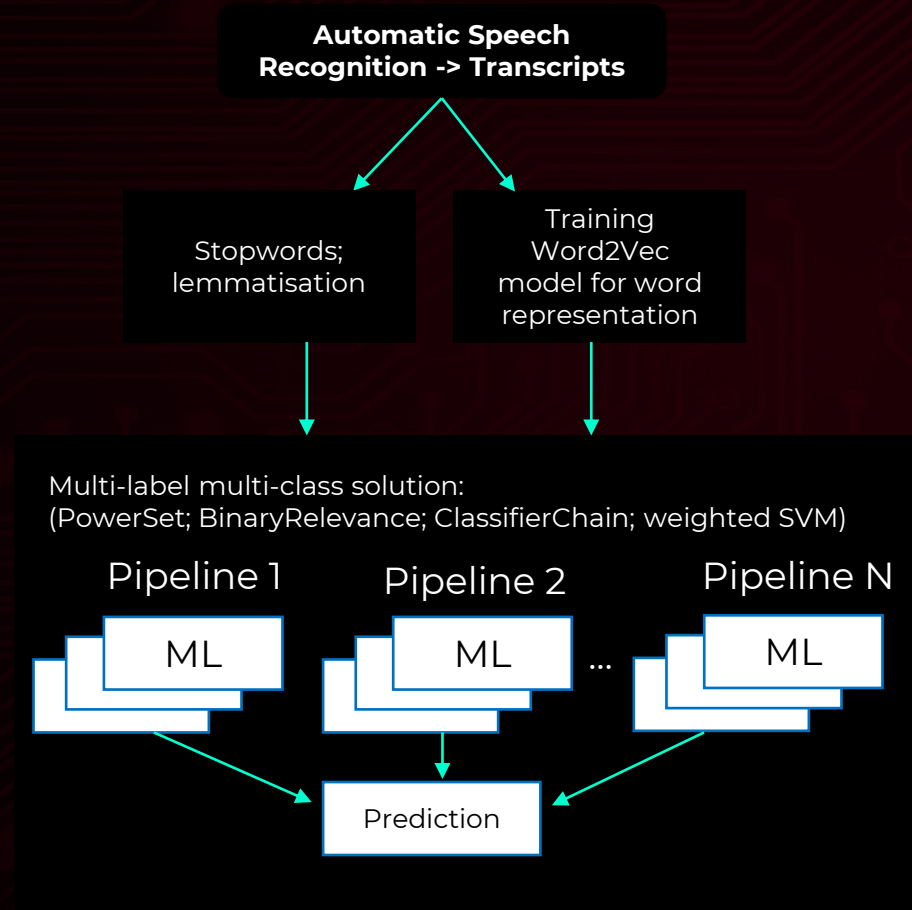 Automatic Speech
Recognition -> Transcripts
Stopwords;
lemmatisation
Training
Word2Vec
model for word
representation
Multi-label multi-class solution:
(PowerSet; BinaryRelevance; ClassifierChain; weighted SVM)
Pipeline 1
Pipeline 2
Pipeline N
ML
ML
...
ML
Prediction